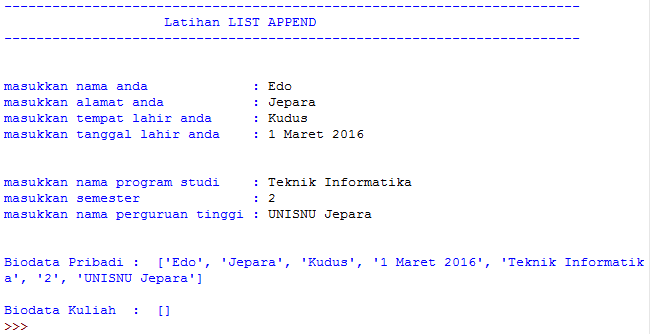 ------------------------------------------------------------------------
Latihan LIST APPEND
------------------------------------------------------------------------
masukkan nama anda             : Edo
masukkan alamat anda           : Jepara
masukkan tempat lahir anda     : Kudus
masukkan tanggal lahir anda    : 1 Maret 2016
masukkan nama program studi    : Teknik Informatika
masukkan semester              : 2
masukkan nama perguruan tinggi : UNISNU Jepara
Biodata Pribadi :  ['Edo', 'Jepara', 'Kudus', '1 Maret 2016', 'Teknik Informatik
a', '2', 'UNISNU Jepara']
Biodata Kuliah  :  []
>>>